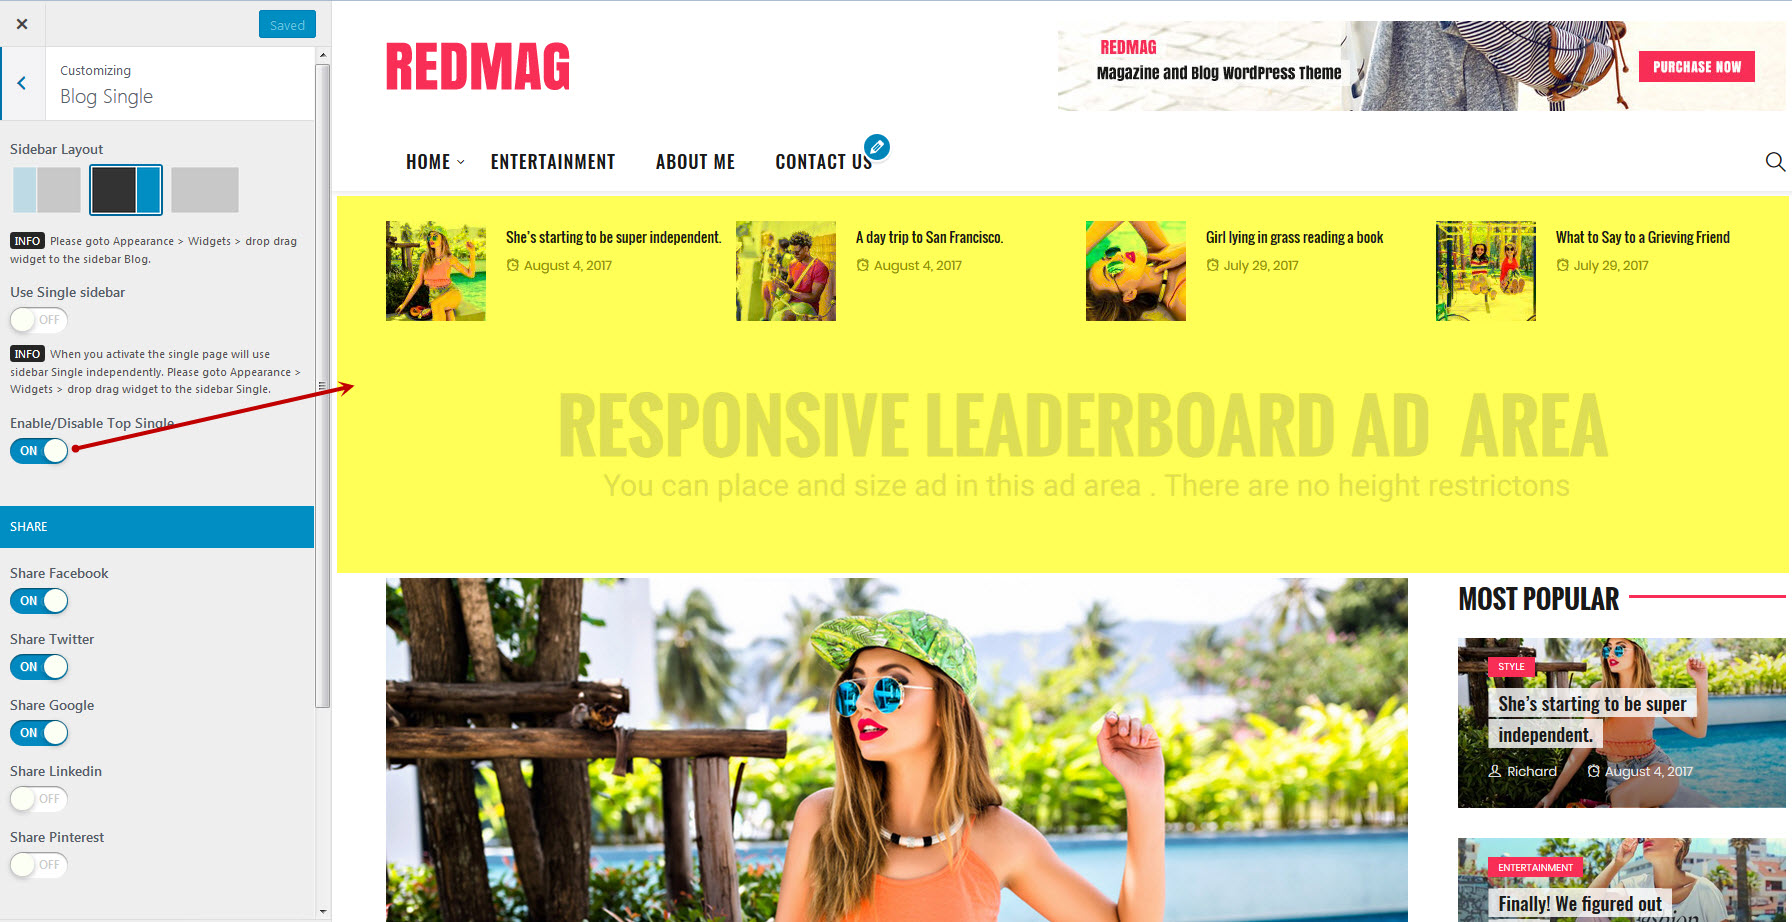 Saved
Customizing
Blog Single
Sidebar Layout
INFO Please goto Appearance > Widgets > drop drag
widget to the sidebar Blog.
Use Single sidebar
OFF
INFO When you activate the single page will use
sidebar Single independently. Please goto Appearance >
Widgets > drop drag widget to the sidebar Single.
Enable/Disable Top Single
ON
SHARE
Share Facebook
ON
Share Twitter
ON
Share Google
ON
Share Linkedin
OFF
Share Pinterest
OFF
REDMAG
REDMAG
Magazine and Blog WordPress Theme
PURCHASE NOW
HOME ENTERTAINMENT ABOUT ME CONTACT US
She's starting to be super independent.
August 4, 2017
A day trip to San Francisco.
August 4, 2017
Girl lying in grass reading a book
July 29, 2017
What to Say to a Grieving Friend
July 29, 2017
RESPONSIVE LEADERBOARD AD AREA
You can place and size ad in this ad area . There are no height restrictons
MOST POPULAR
STYLE
She's starting to be super
independent.
Richard August 4, 2017
ENTERTAINMENT
Finally! We figured out